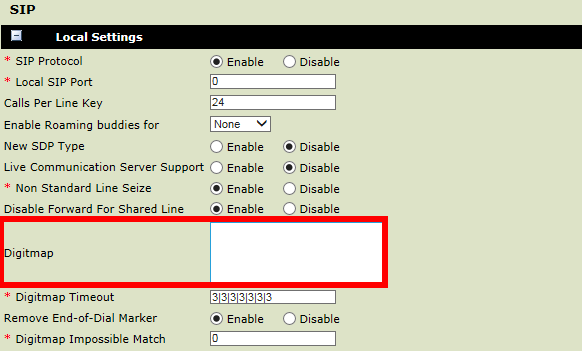 SIP
Local Settings
* SIP Protocol Enable Disable
* Local SIP Port 0
Calls Per Line Key 24
Enable Roaming buddies for None
New SDP Type Enable Disable
Live Communication Server Support Enable Disable
* Non Standard Line Seize Enable Disable
Disable Forward For Shared Line Enable Disable
Digitmap
* Digitmap Timeout 3|3|3|3|3|3|3
Remove End-of-Dial Marker Enable Disable
* Digitmap Impossible Match 0